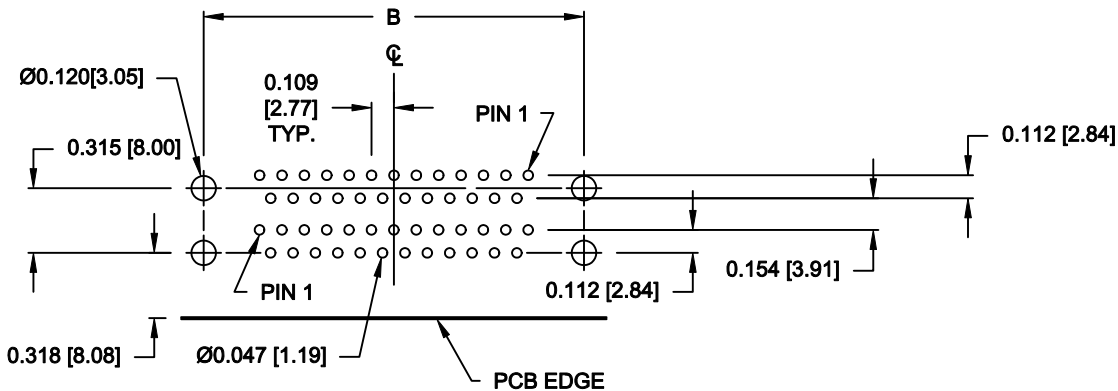 B
℄
Ø0.120[3.05]
0.109
[2.77]
TYP.
PIN 1
0.112 [2.84]
0.315 [8.00]
0.154 [3.91]
PIN 1
0.112 [2.84]
0.318 [8.08]
Ø0.047 [1.19]
PCB EDGE